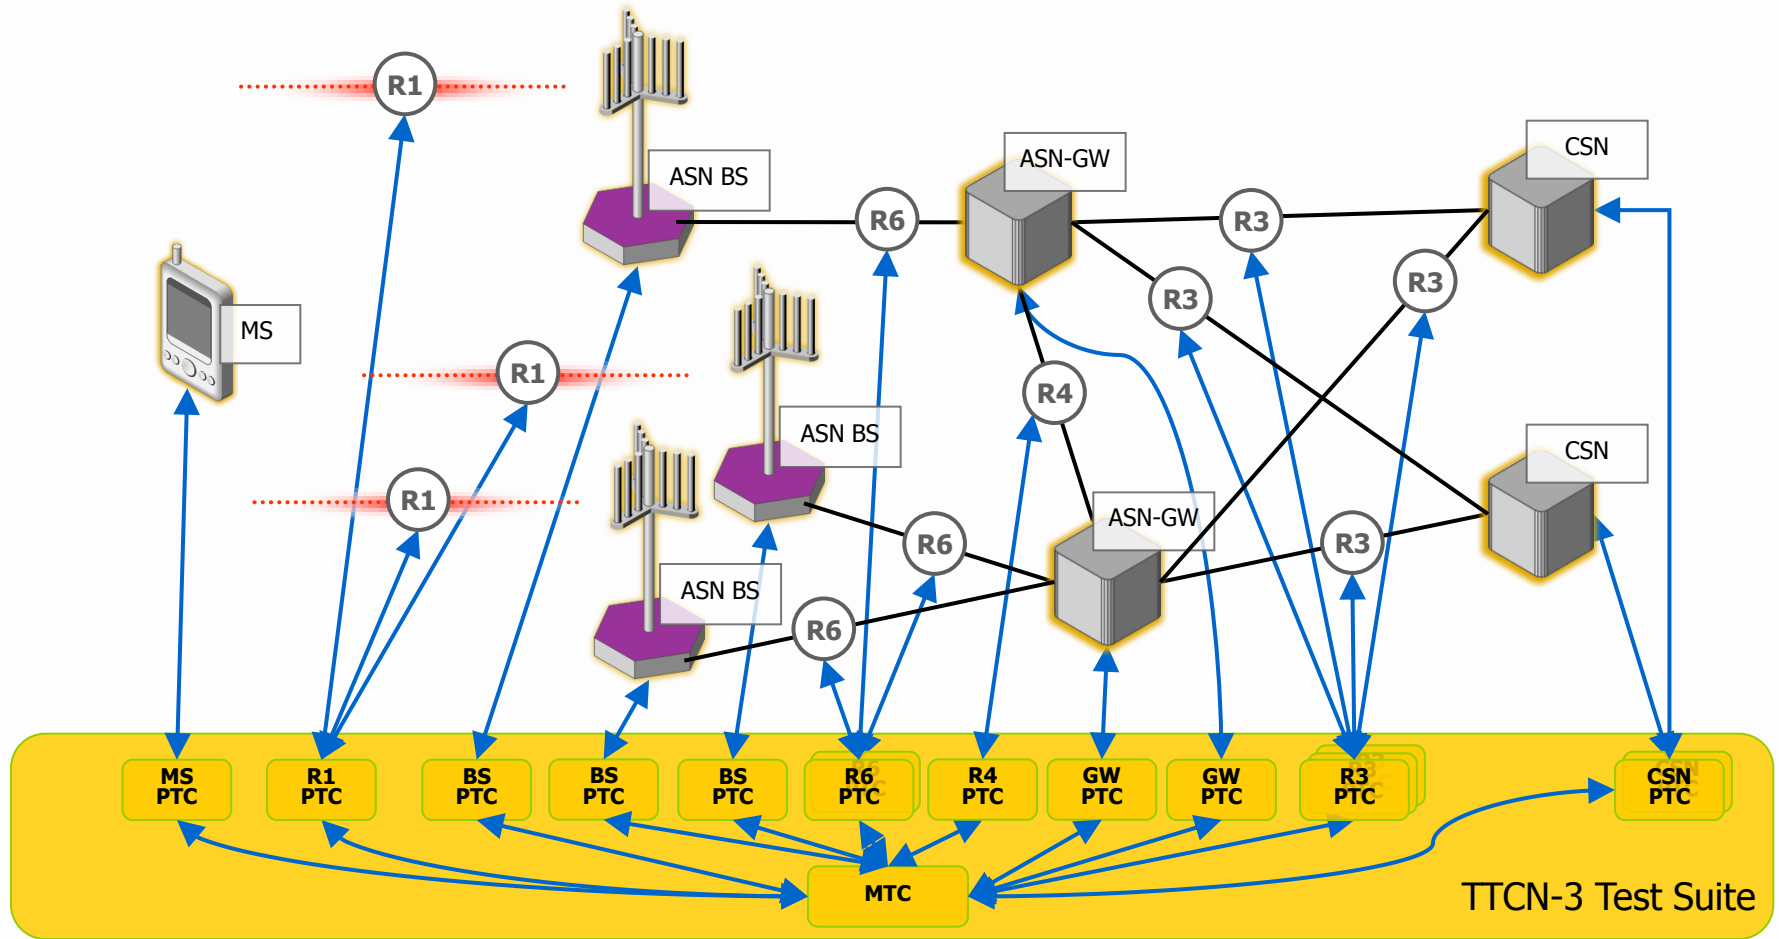 R1
ASN BS
ASN-GW
CSN
R6
R3
R3
R3
MS
R1
R4
ASN BS
CSN
R1
ASN-GW
R6
R3
ASN BS
R6
MS
PTC
R1
PTC
BS
PTC
BS
PTC
BS
PTC
R6
PTC
R4
PTC
GW
PTC
GW
PTC
R3
PTC
CSN
PTC
MTC
TTCN-3 Test Suite